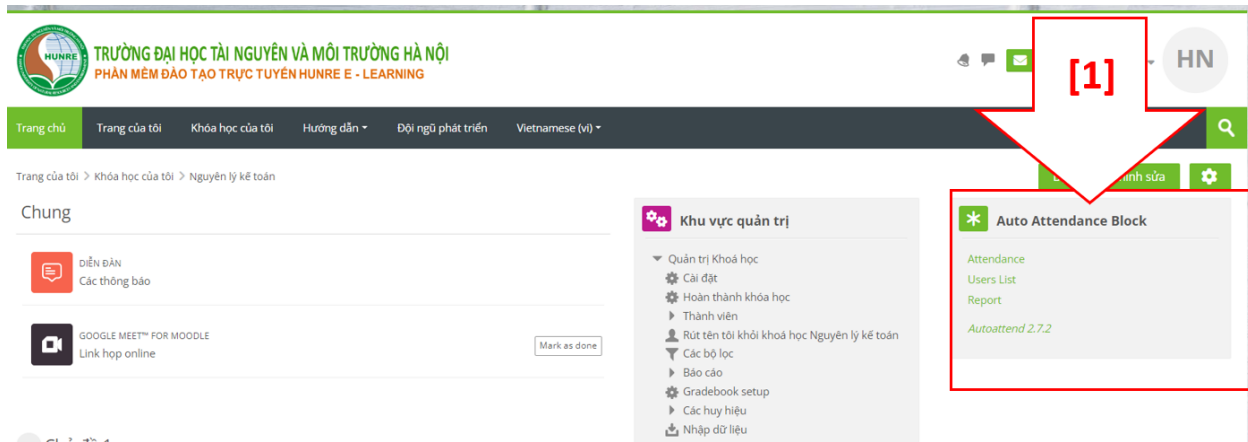 HUNRE
TRƯỜNG ĐẠI HỌC TÀI NGUYÊN VÀ MÔI TRƯỜNG HÀ NỘI
PHẦN MỀM ĐÀO TẠO TRỰC TUYẾN HUNRE E - LEARNING
[1]
HN
Trang chủ Trang của tôi Khóa học của tôi Hướng dẫn Đội ngũ phát triển Vietnamese (vi)
Trang của tôi > Khóa học của tôi > Nguyên lý kế toán
sửa
Chung
DIỄN ĐÀN
Các thông báo
GOOGLE MEET™ FOR MOODLE
Link họp online
Mark as done
Khu vực quản trị
Quản trị Khoá học
Cài đặt
Hoàn thành khóa học
Thành viên
Rút tên tôi khỏi khoá học Nguyên lý kế toán
Các bộ lọc
Báo cáo
Gradebook setup
Các huy hiệu
Nhập dữ liệu
Auto Attendance Block
Attendance
Users List
Report
Autoattend 2.7.2